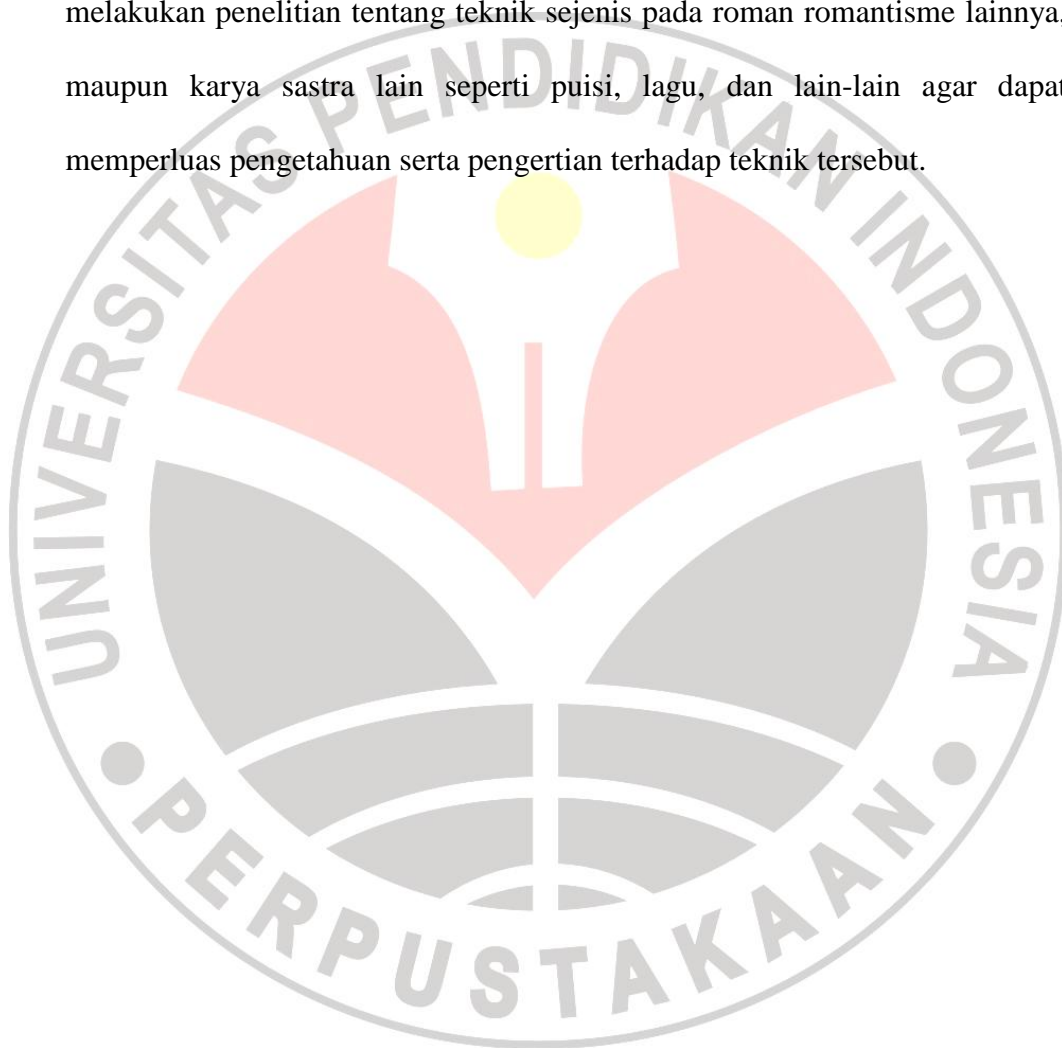 melakukan penelitian tentang teknik sejenis pada roman romantisme lainnya,
maupun karya sastra lain seperti puisi, lagu, dan lain-lain agar dapat
memperluas pengetahuan serta pengertian terhadap teknik tersebut.
UNIVERSITAS PENDIDIKAN INDONESIA
PERPUSTAKAAN